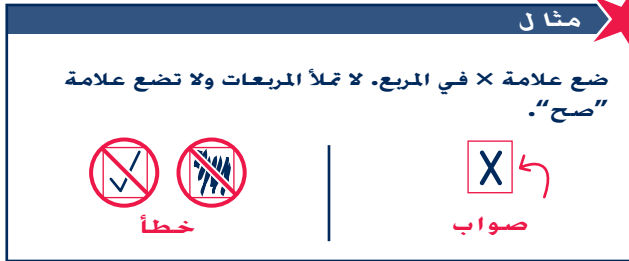 مثال
ضع علامة × في المربع. لا تملأ المربعات ولا تضع علامة
”صح“.
X
صواب
خطأ